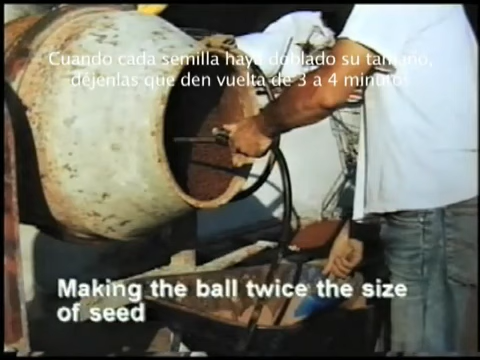 Cuando cada semilla haya doblado su tamaño,
déjenlas que den vuelta de 3 a 4 minutos
Making the ball twice the size
of seed